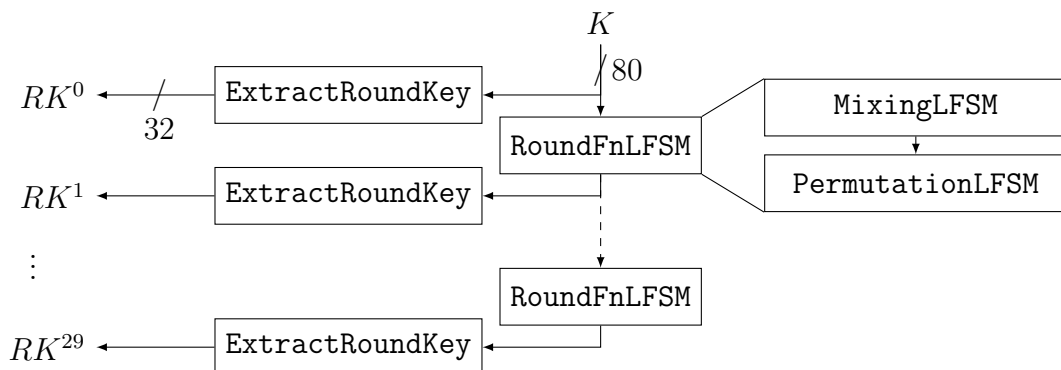 K
80
RK^0
32
ExtractRoundKey
MixingLFSM
RoundFnLFSM
PermutationLFSM
RK^1
ExtractRoundKey
⋮
RoundFnLFSM
RK^29
ExtractRoundKey